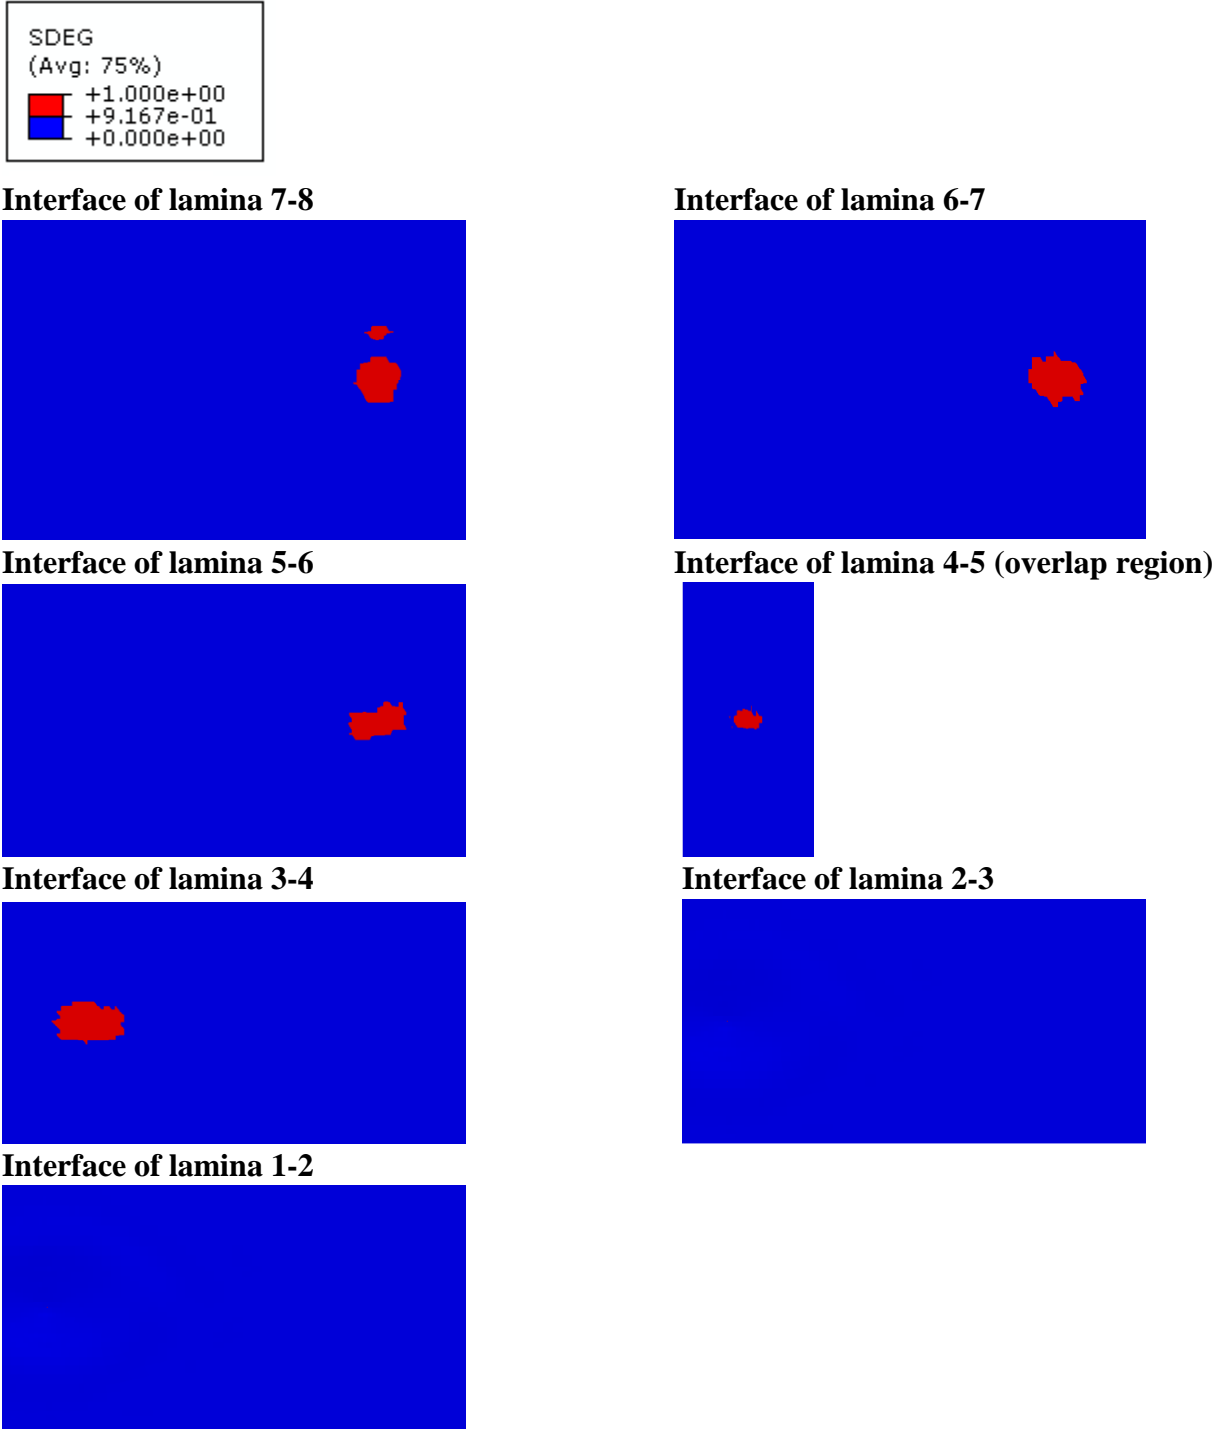 SDEG
(Avg: 75%)
+1.000e+00
+9.167e-01
+0.000e+00
Interface of lamina 7-8
Interface of lamina 6-7
Interface of lamina 5-6
Interface of lamina 4-5 (overlap region)
Interface of lamina 3-4
Interface of lamina 2-3
Interface of lamina 1-2